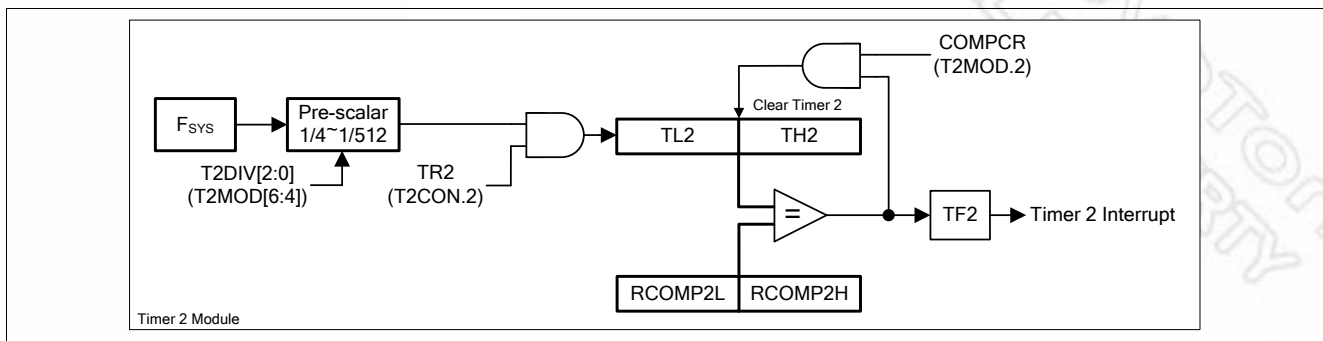 COMPCR
(T2MOD.2)
Clear Timer 2
FSYS
Pre-scalar
1/4~1/512
TL2
TH2
T2DIV[2:0]
(T2MOD[6:4])
TR2
(T2CON.2)
=
TF2
Timer 2 Interrupt
RCOMP2L
RCOMP2H
Timer 2 Module